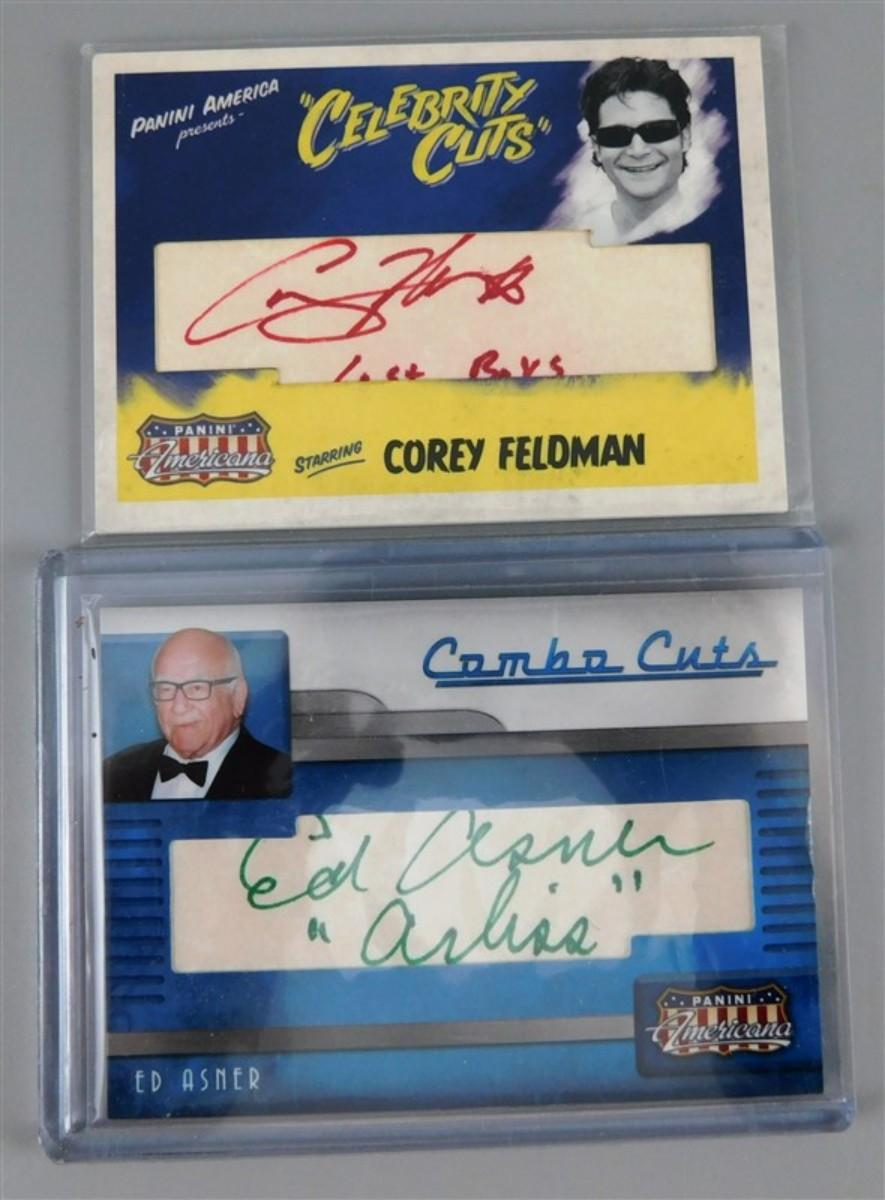 PANINI AMERICA
presents-
"CELEBRITY
CUTS"
Lost Boys
PANINI
Americana
STARRING COREY FELDMAN
Combo Cuts
Ed Asner
"Arliss"
PANINI
Americana
ED ASNER